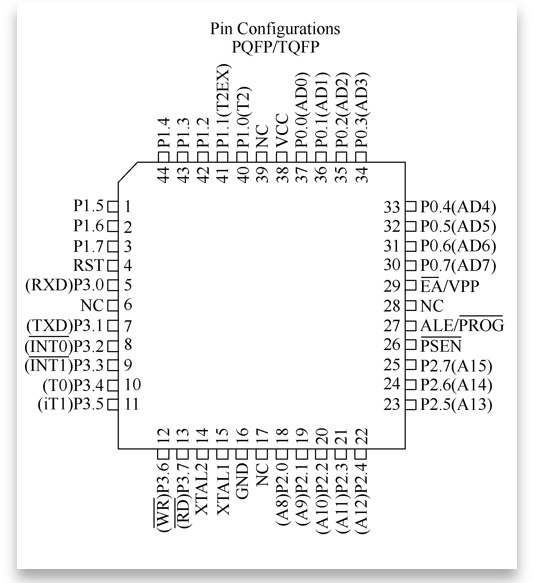 Pin Configurations
PQFP/TQFP
P1.4
P1.3
P1.2
P1.1(T2EX)
P1.0(T2)
NC
VCC
P0.0(AD0)
P0.1(AD1)
P0.2(AD2)
P0.3(AD3)
44
43
42
41
40
39
38
37
36
35
34
P1.5 1
P1.6 2
P1.7 3
RST 4
(RXD)P3.0 5
NC 6
(TXD)P3.1 7
(INT0)P3.2 8
(INT1)P3.3 9
(T0)P3.4 10
(iT1)P3.5 11
33 P0.4(AD4)
32 P0.5(AD5)
31 P0.6(AD6)
30 P0.7(AD7)
29 EA/VPP
28 NC
27 ALE/PROG
26 PSEN
25 P2.7(A15)
24 P2.6(A14)
23 P2.5(A13)
12
13
14
15
16
17
18
19
20
21
22
(WR)P3.6
(RD)P3.7
XTAL2
XTAL1
GND
NC
(A8)P2.0
(A9)P2.1
(A10)P2.2
(A11)P2.3
(A12)P2.4